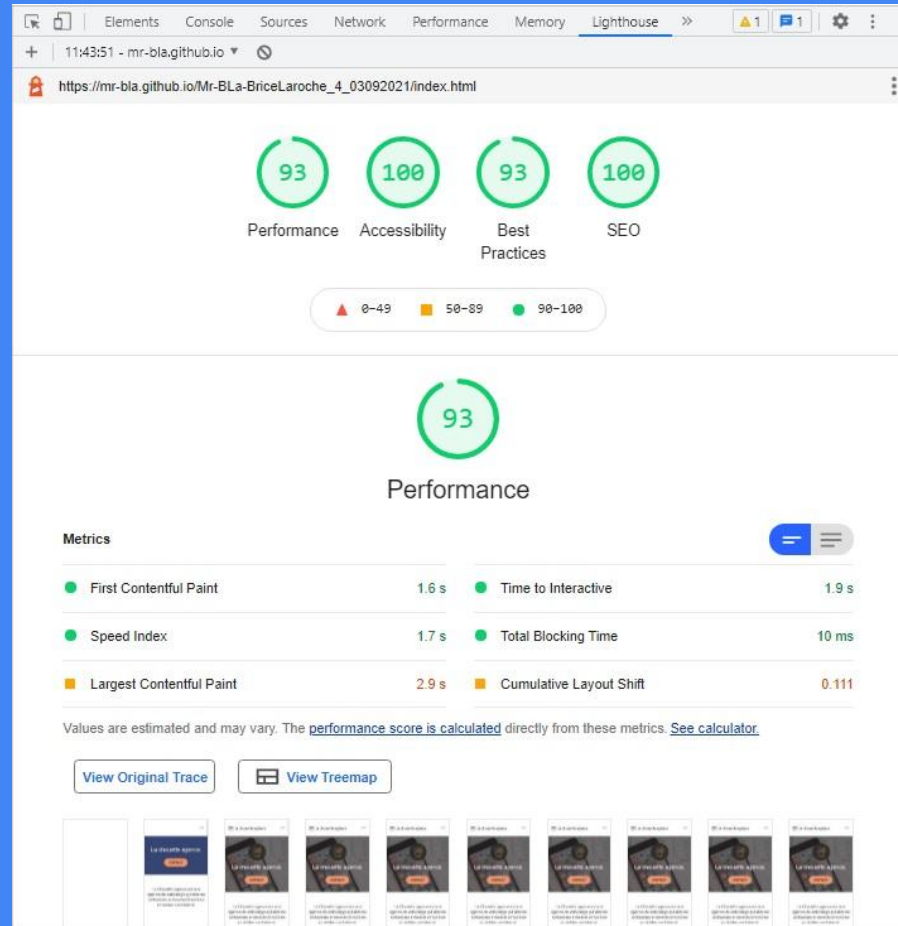 Elements Console Sources Network Performance Memory Lighthouse » 1 1
+ 11:43:51 - mr-bla.github.io ▼
https://mr-bla.github.io/Mr-BLa-BriceLaroche_4_03092021/index.html
93 100 93 100
Performance Accessibility Best Practices SEO
0–49 50–89 90–100
93
Performance
Metrics
First Contentful Paint 1.6 s Time to Interactive 1.9 s
Speed Index 1.7 s Total Blocking Time 10 ms
Largest Contentful Paint 2.9 s Cumulative Layout Shift 0.111
Values are estimated and may vary. The performance score is calculated directly from these metrics. See calculator.
View Original Trace View Treemap